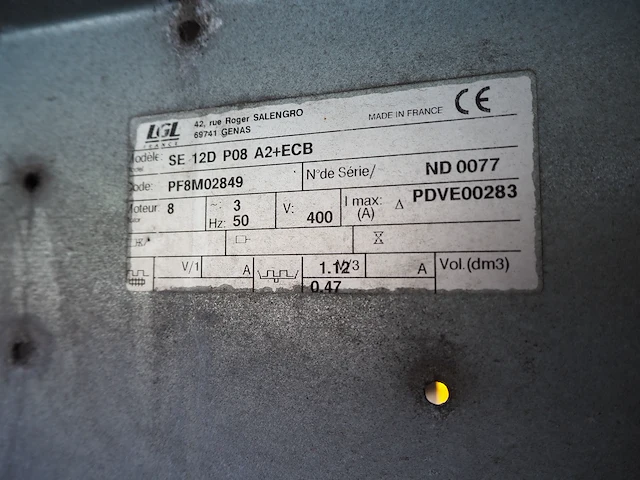 LGL
FRANCE
42, rue Roger SALENGRO
69741 GENAS
MADE IN FRANCE CE
Modèle: SE 12D P08 A2+ECB
Code: PF8M02849 N°de Série/ ND 0077
Moteur: 8 ~: 3 Hz: 50 V: 400 I max: (A) Δ PDVE00283
V/1 A 1.12 V/3 A Vol.(dm3)
0.47